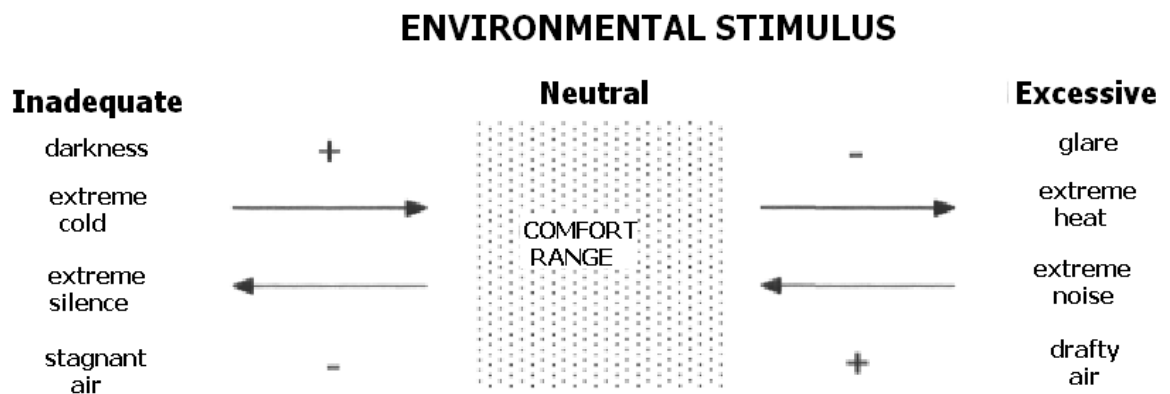 ENVIRONMENTAL STIMULUS
Inadequate
Neutral
Excessive
darkness
+
-
glare
extreme
cold
extreme
heat
COMFORT
RANGE
extreme
silence
extreme
noise
stagnant
air
-
+
drafty
air